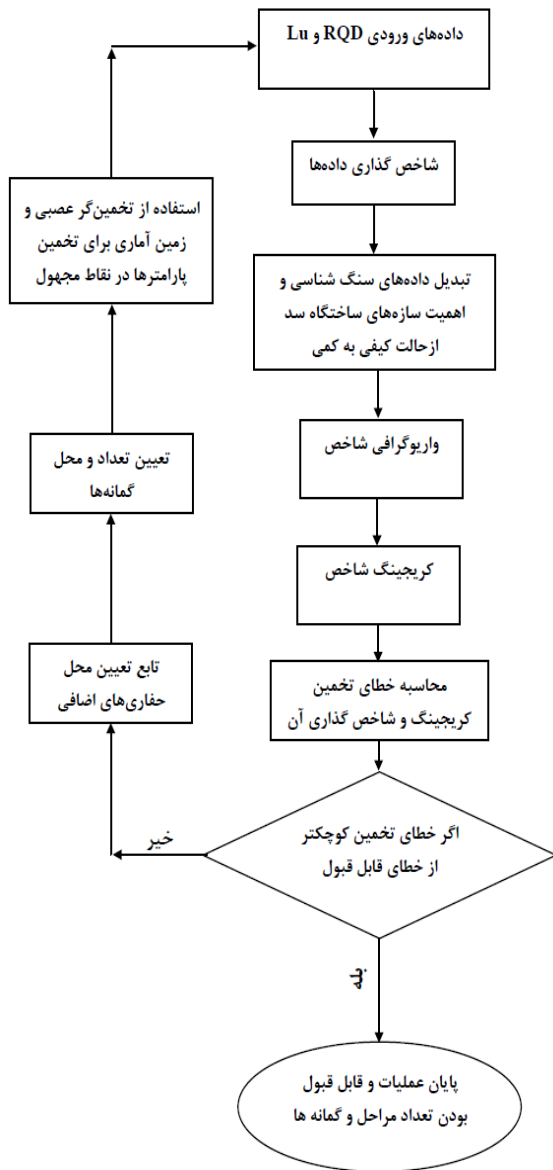 داده‌های ورودی RQD و Lu
شاخص گذاری داده‌ها
تبدیل داده‌های سنگ شناسی و
اهمیت سازه‌های ساختگاه سد
ازحالت کیفی به کمی
واریوگرافی شاخص
کریجینگ شاخص
محاسبه خطای تخمین
کریجینگ و شاخص گذاری آن
اگر خطای تخمین کوچکتر
از خطای قابل قبول
بله
پایان عملیات و قابل قبول
بودن تعداد مراحل و گمانه ها
خیر
تابع تعیین محل
حفاری‌های اضافی
تعیین تعداد و محل
گمانه‌ها
استفاده از تخمین‌گر عصبی و
زمین آماری برای تخمین
پارامترها در نقاط مجهول